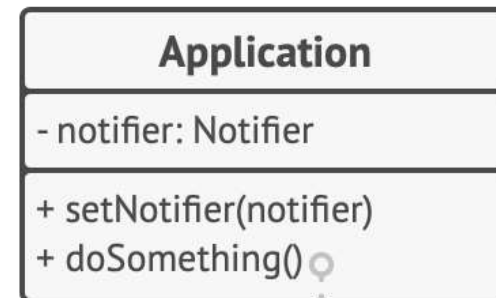 Application
- notifier: Notifier
+ setNotifier(notifier)
+ doSomething()